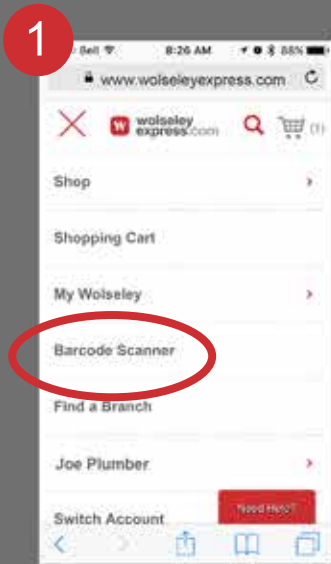 1
Bell 8:26 AM 88%
www.wolseleyexpress.com
W wolseley
express.com (1)
Shop
Shopping Cart
My Wolseley
Barcode Scanner
Find a Branch
Joe Plumber
Switch Account
Need Help?